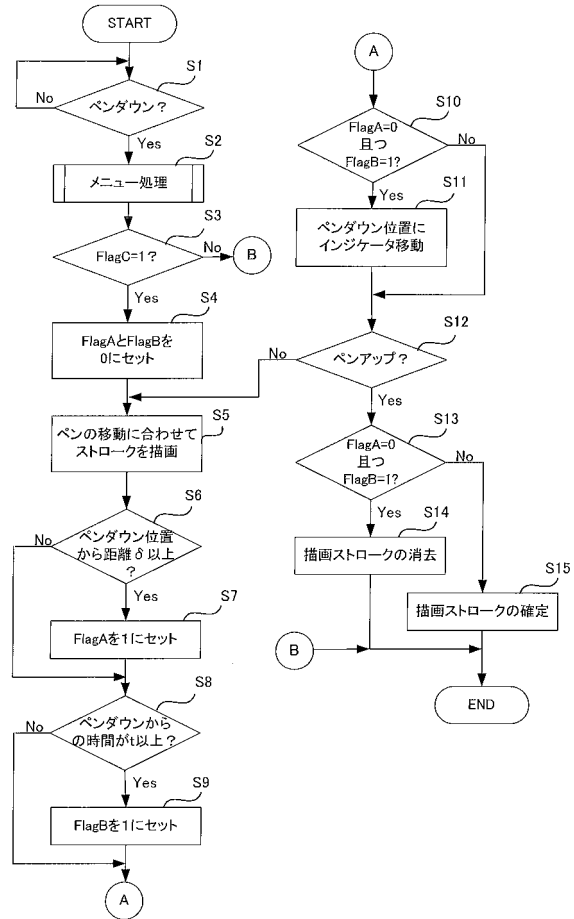 START
S1
ペンダウン？
No
Yes
S2
メニュー処理
S3
FlagC=1？
No
B
Yes
S4
FlagAとFlagBを
0にセット
S5
ペンの移動に合わせて
ストロークを描画
S6
ペンダウン位置
から距離δ以上
？
No
Yes
S7
FlagAを1にセット
S8
ペンダウンから
の時間がt以上？
No
Yes
S9
FlagBを1にセット
A
A
S10
FlagA=0
且つ
FlagB=1?
No
Yes
S11
ペンダウン位置に
インジケータ移動
S12
ペンアップ？
No
Yes
S13
FlagA=0
且つ
FlagB=1?
No
Yes
S14
描画ストロークの消去
S15
描画ストロークの確定
B
END